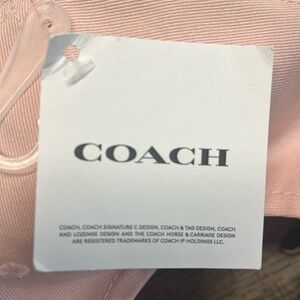 COACH
COACH, COACH SIGNATURE C DESIGN, COACH & TAG DESIGN, COACH
AND LOZENGE DESIGN AND THE COACH HORSE & CARRIAGE DESIGN
ARE REGISTERED TRADEMARKS OF COACH IP HOLDINGS LLC.